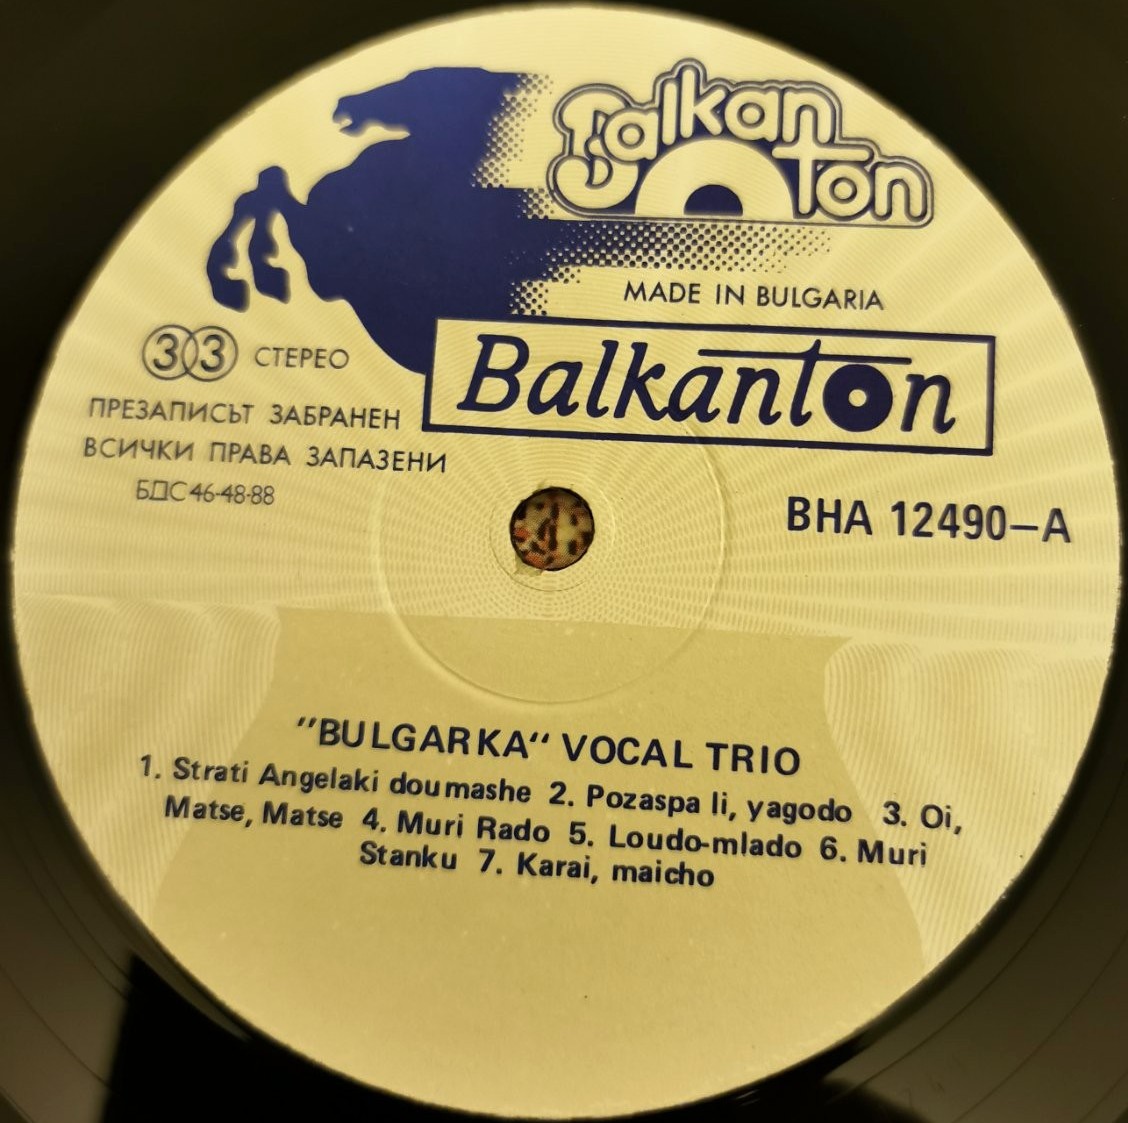 Balkan
ton
MADE IN BULGARIA
Balkanton
33 СТЕРЕО
ПРЕЗАПИСЪТ ЗАБРАНЕН
ВСИЧКИ ПРАВА ЗАПАЗЕНИ
БДС 46-48-88
ВНА 12490–А
"BULGARKA" VOCAL TRIO
1. Strati Angelaki doumashe 2. Pozaspa li, yagodo 3. Oi,
Matse, Matse 4. Muri Rado 5. Loudo-mlado 6. Muri
Stanku 7. Karai, maicho